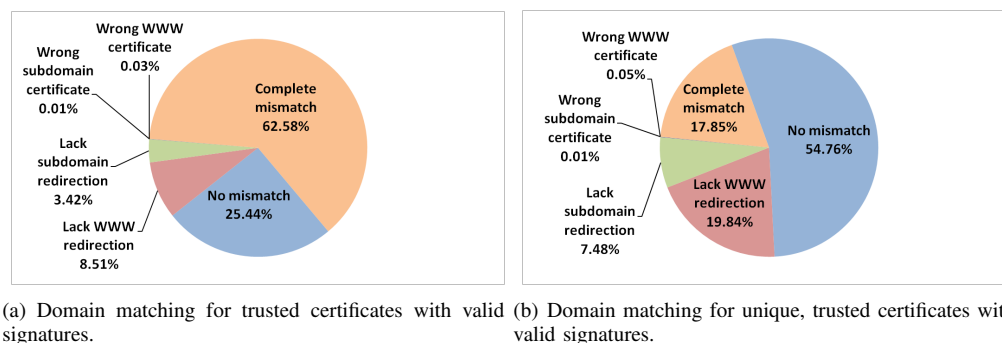 Wrong WWW
certificate
0.03%
Wrong
subdomain
certificate
0.01%
Lack
subdomain
redirection
3.42%
Lack WWW
redirection
8.51%
Complete
mismatch
62.58%
No mismatch
25.44%
(a) Domain matching for trusted certificates with valid
signatures.
Wrong WWW
certificate
0.05%
Wrong
subdomain
certificate
0.01%
Lack
subdomain
redirection
7.48%
Complete
mismatch
17.85%
No mismatch
54.76%
Lack WWW
redirection
19.84%
(b) Domain matching for unique, trusted certificates wit
valid signatures.